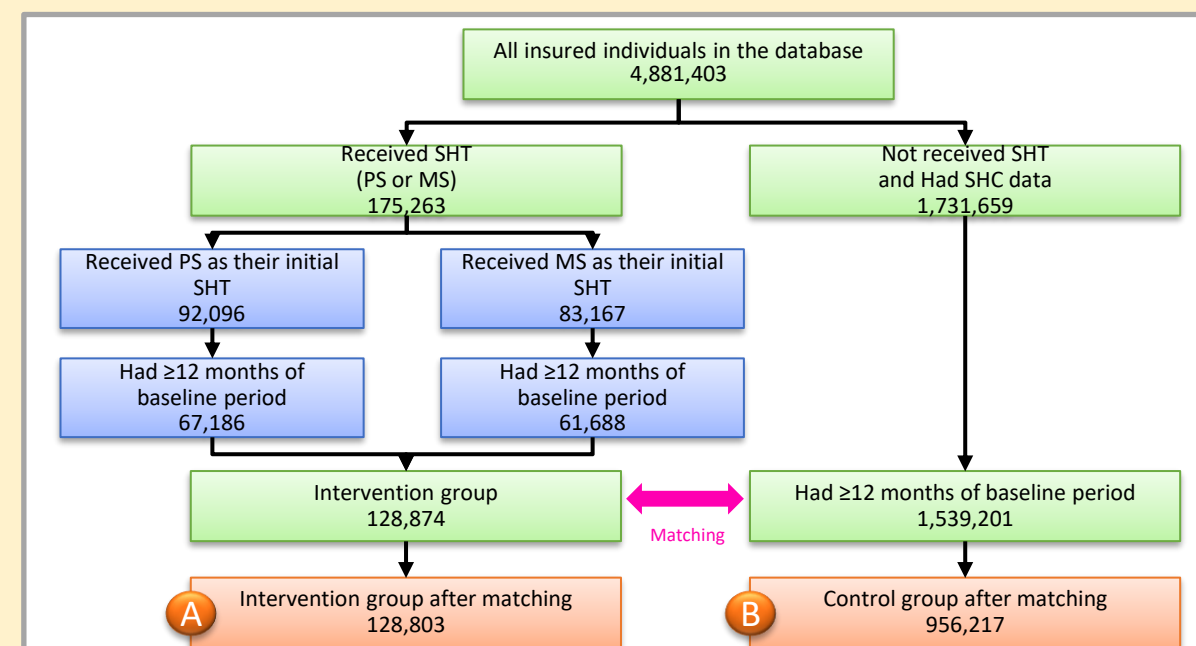 All insured individuals in the database
4,881,403
Received SHT
(PS or MS)
175,263
Not received SHT
and Had SHC data
1,731,659
Received PS as their initial
SHT
92,096
Received MS as their initial
SHT
83,167
Had ≥12 months of
baseline period
67,186
Had ≥12 months of
baseline period
61,688
Intervention group
128,874
Matching
Had ≥12 months of baseline period
1,539,201
A
Intervention group after matching
128,803
B
Control group after matching
956,217